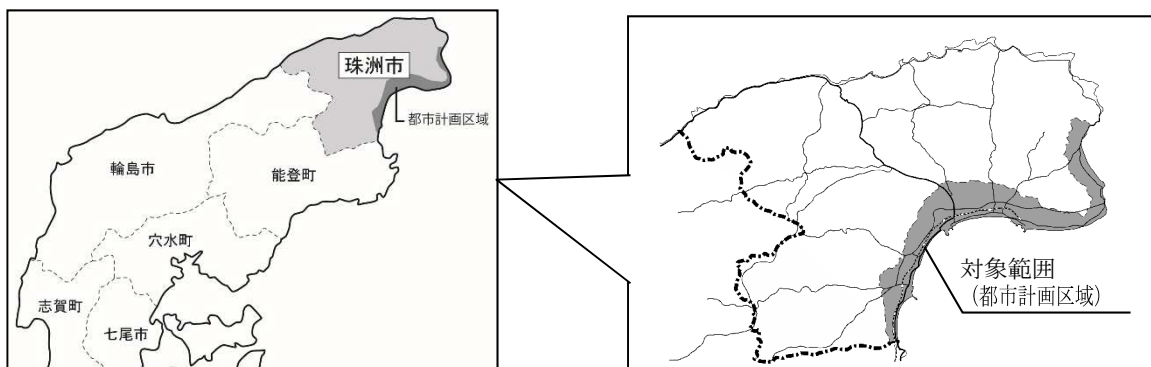 珠洲市
都市計画区域
輪島市
能登町
穴水町
志賀町
七尾市
対象範囲
(都市計画区域)